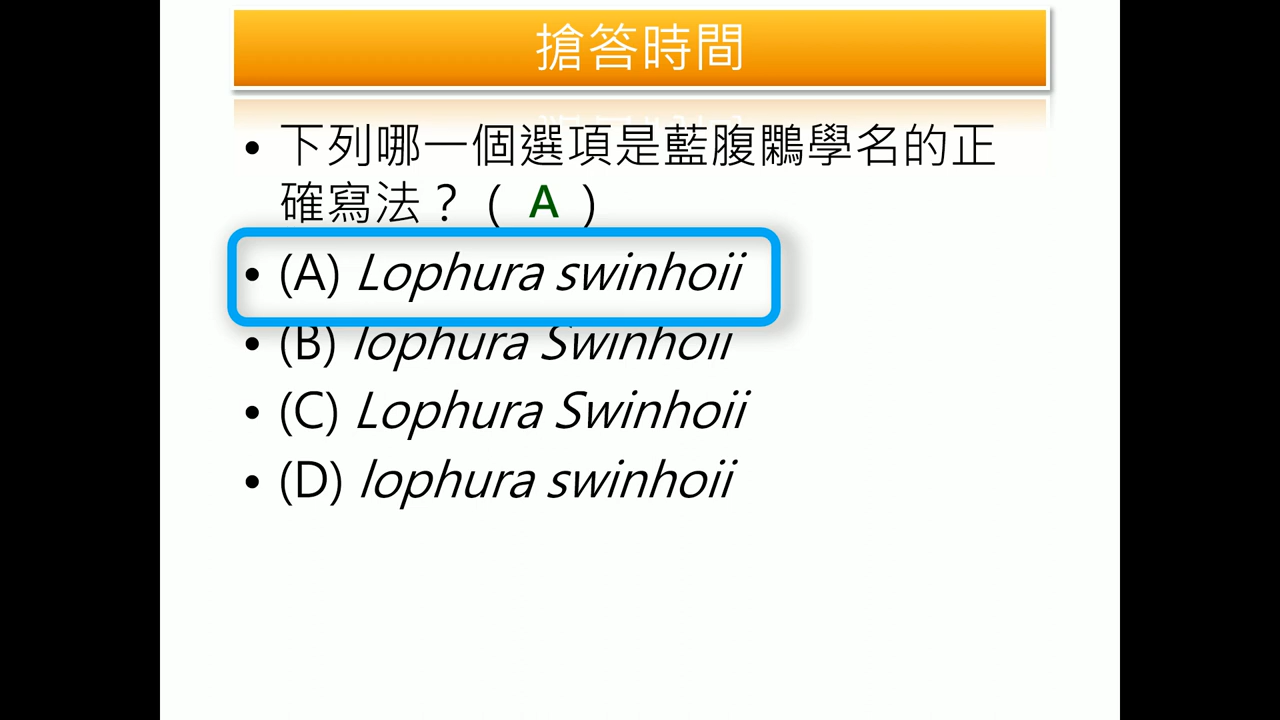 搶答時間
• 下列哪一個選項是藍腹鷴學名的正
確寫法？（ A ）
• (A) Lophura swinhoii
• (B) lophura Swinhoii
• (C) Lophura Swinhoii
• (D) lophura swinhoii